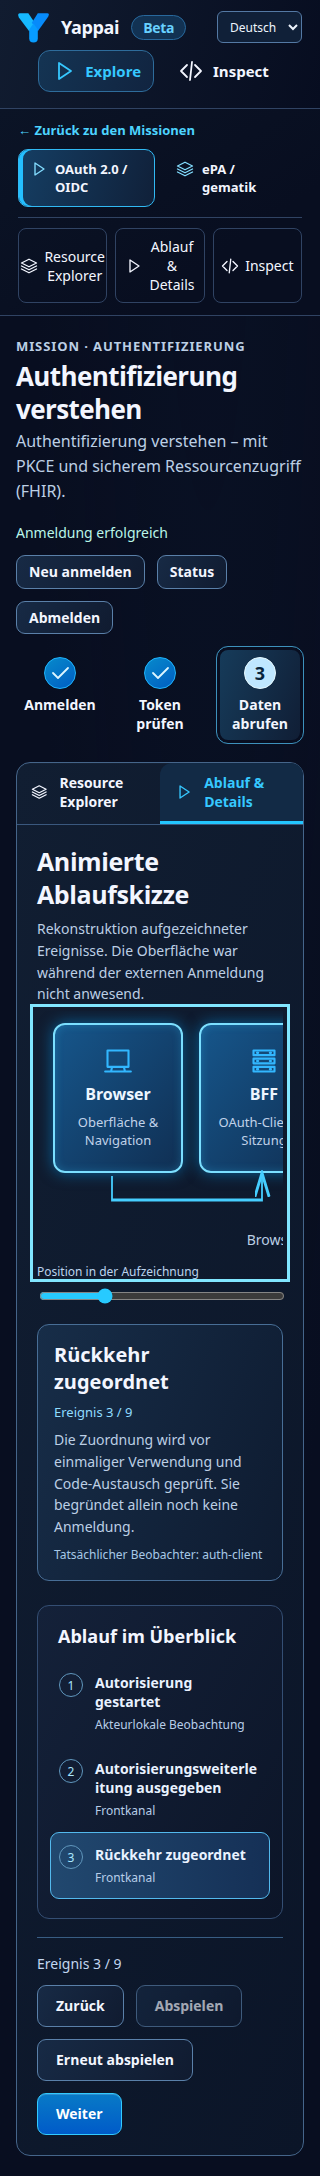 Yappai Beta Deutsch
Explore Inspect
← Zurück zu den Missionen
OAuth 2.0 /
OIDC
ePA /
gematik
Resource
Explorer
Ablauf
&
Details
Inspect
MISSION · AUTHENTIFIZIERUNG
Authentifizierung
verstehen
Authentifizierung verstehen – mit
PKCE und sicherem Ressourcenzugriff
(FHIR).
Anmeldung erfolgreich
Neu anmelden Status
Abmelden
Anmelden
Token
prüfen
3
Daten
abrufen
Resource
Explorer
Ablauf &
Details
Animierte
Ablaufskizze
Rekonstruktion aufgezeichneter
Ereignisse. Die Oberfläche war
während der externen Anmeldung
nicht anwesend.
Browser
Oberfläche &
Navigation
BFF
OAuth-Clie
Sitzung
Brows
Position in der Aufzeichnung
Rückkehr
zugeordnet
Ereignis 3 / 9
Die Zuordnung wird vor
einmaliger Verwendung und
Code-Austausch geprüft. Sie
begründet allein noch keine
Anmeldung.
Tatsächlicher Beobachter: auth-client
Ablauf im Überblick
1 Autorisierung
gestartet
Akteurlokale Beobachtung
2 Autorisierungsweiterle
itung ausgegeben
Frontkanal
3 Rückkehr zugeordnet
Frontkanal
Ereignis 3 / 9
Zurück Abspielen
Erneut abspielen
Weiter